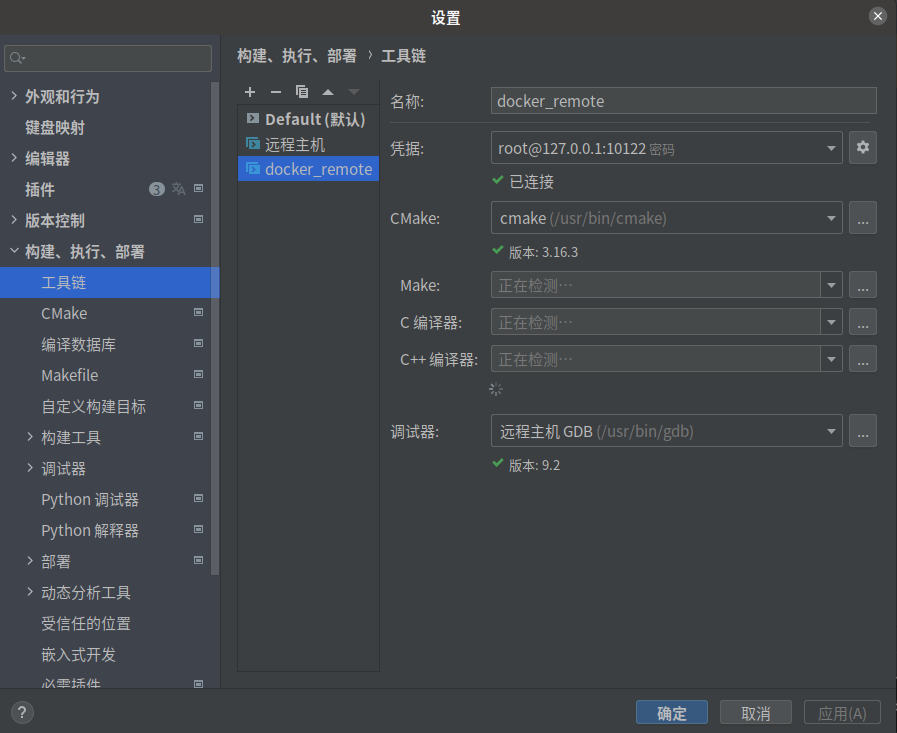 设置
外观和行为
键盘映射
编辑器
插件 3
版本控制
构建、执行、部署
工具链
CMake
编译数据库
Makefile
自定义构建目标
构建工具
调试器
Python 调试器
Python 解释器
部署
动态分析工具
受信任的位置
嵌入式开发
必需插件
构建、执行、部署 › 工具链
Default (默认)
远程主机
docker_remote
名称: docker_remote
凭据: root@127.0.0.1:10122 密码
已连接
CMake: cmake (/usr/bin/cmake) ...
版本: 3.16.3
Make: 正在检测… ...
C 编译器: 正在检测… ...
C++ 编译器: 正在检测… ...
调试器: 远程主机 GDB (/usr/bin/gdb) ...
版本: 9.2
? 确定 取消 应用(A)